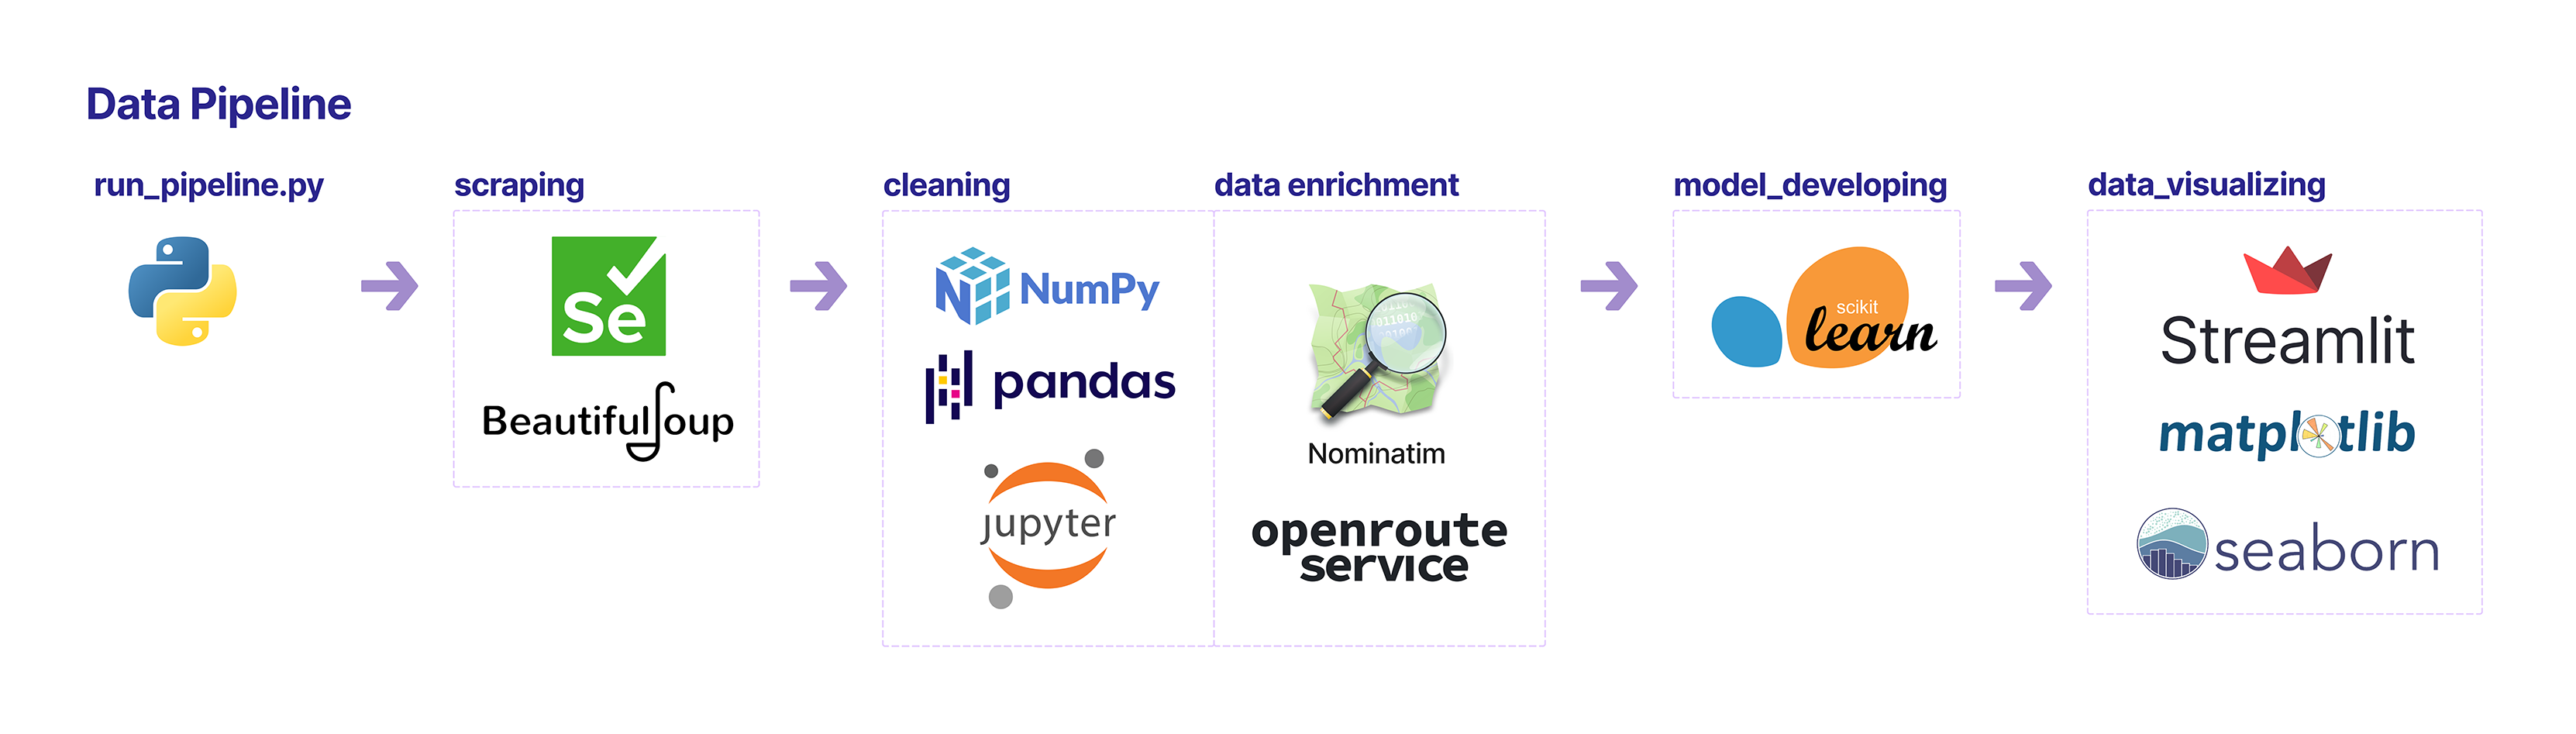 Data Pipeline
run_pipeline.py
scraping
Se
BeautifulSoup
cleaning
NumPy
pandas
jupyter
data enrichment
Nominatim
openroute
service
model_developing
scikit
learn
data_visualizing
Streamlit
matplotlib
seaborn